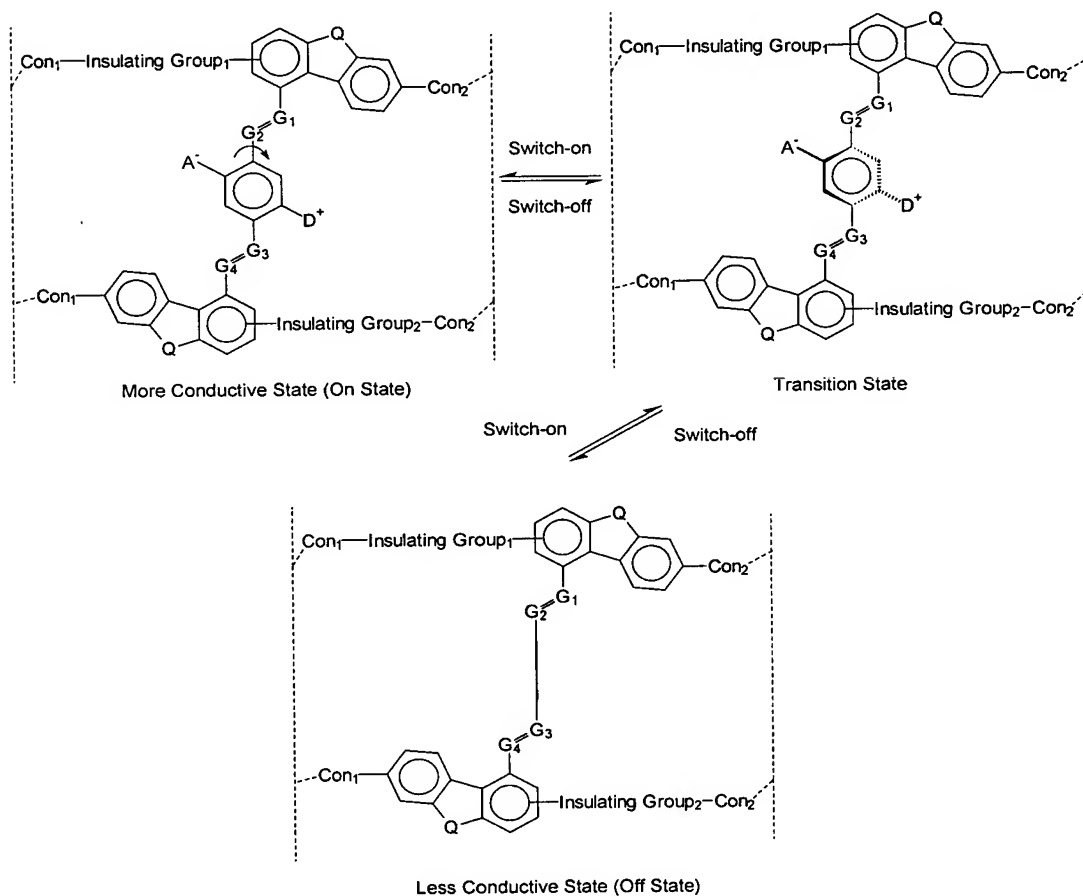 Q
Con1—Insulating Group1
Con2
G2 G1
A-
D+
G4 G3
Con1
Insulating Group2—Con2
Q
More Conductive State (On State)
Switch-on
Switch-off
Q
Con1—Insulating Group1
Con2
G2 G1
A-
D+
G4 G3
Con1
Insulating Group2—Con2
Q
Transition State
Switch-on
Switch-off
Q
Con1—Insulating Group1
Con2
G2 G1
G4 G3
Con1
Insulating Group2—Con2
Q
Less Conductive State (Off State)